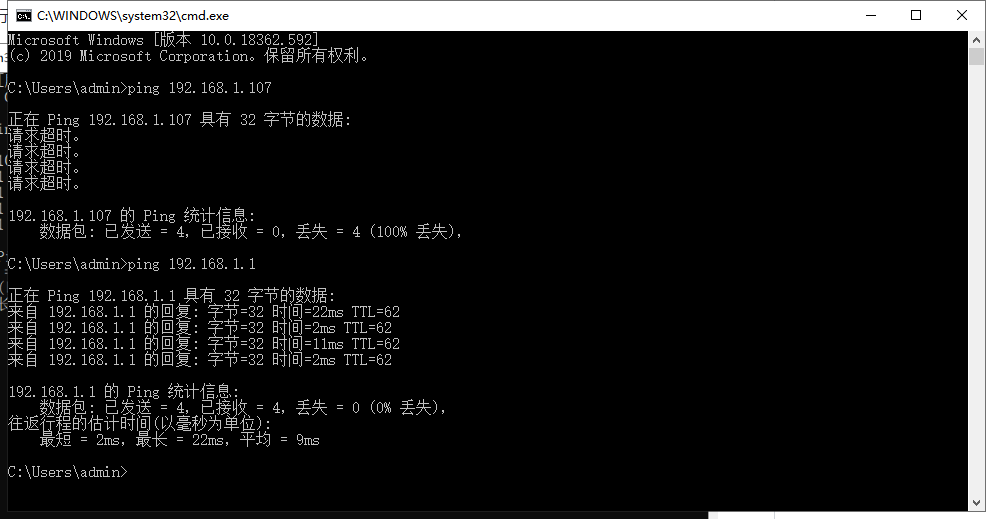 C:\WINDOWS\system32\cmd.exe
Microsoft Windows [版本 10.0.18362.592]
(c) 2019 Microsoft Corporation。保留所有权利。
C:\Users\admin>ping 192.168.1.107
正在 Ping 192.168.1.107 具有 32 字节的数据:
请求超时。
请求超时。
请求超时。
请求超时。
192.168.1.107 的 Ping 统计信息:
数据包: 已发送 = 4，已接收 = 0，丢失 = 4 (100% 丢失)，
C:\Users\admin>ping 192.168.1.1
正在 Ping 192.168.1.1 具有 32 字节的数据:
来自 192.168.1.1 的回复: 字节=32 时间=22ms TTL=62
来自 192.168.1.1 的回复: 字节=32 时间=2ms TTL=62
来自 192.168.1.1 的回复: 字节=32 时间=11ms TTL=62
来自 192.168.1.1 的回复: 字节=32 时间=2ms TTL=62
192.168.1.1 的 Ping 统计信息:
数据包: 已发送 = 4，已接收 = 4，丢失 = 0 (0% 丢失)，
往返行程的估计时间(以毫秒为单位):
最短 = 2ms，最长 = 22ms，平均 = 9ms
C:\Users\admin>